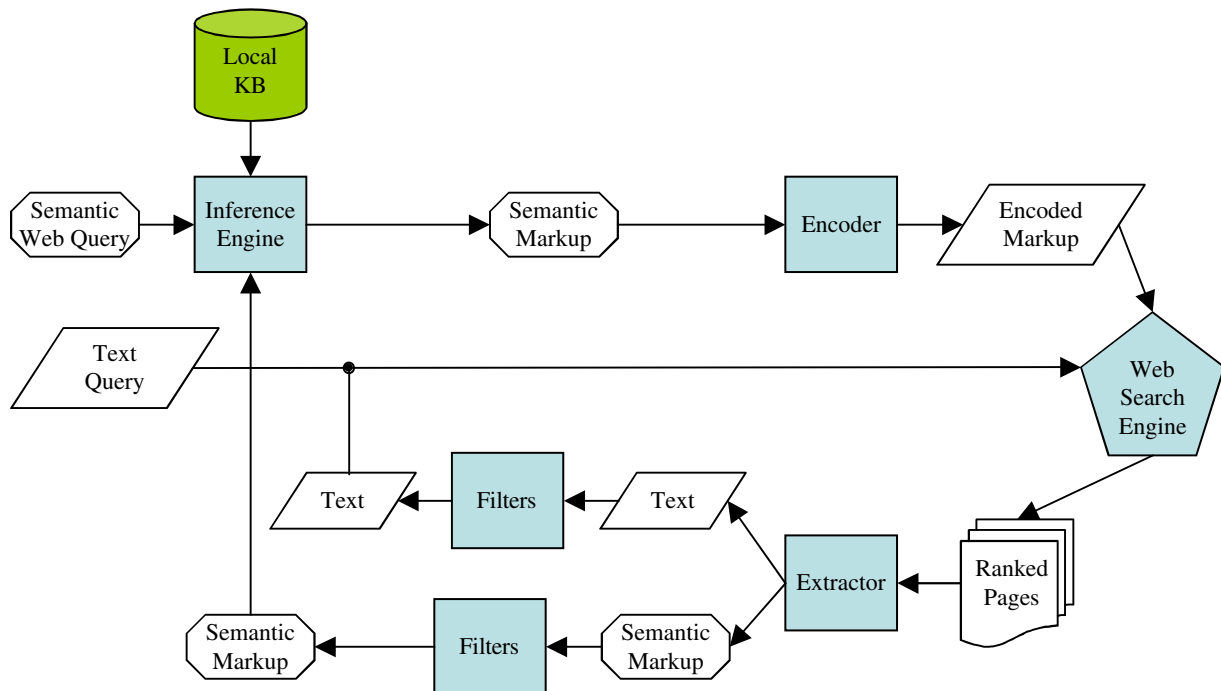 Local
KB
Semantic
Web Query
Inference
Engine
Semantic
Markup
Encoder
Encoded
Markup
Text
Query
Web
Search
Engine
Text
Filters
Text
Extractor
Ranked
Pages
Semantic
Markup
Filters
Semantic
Markup